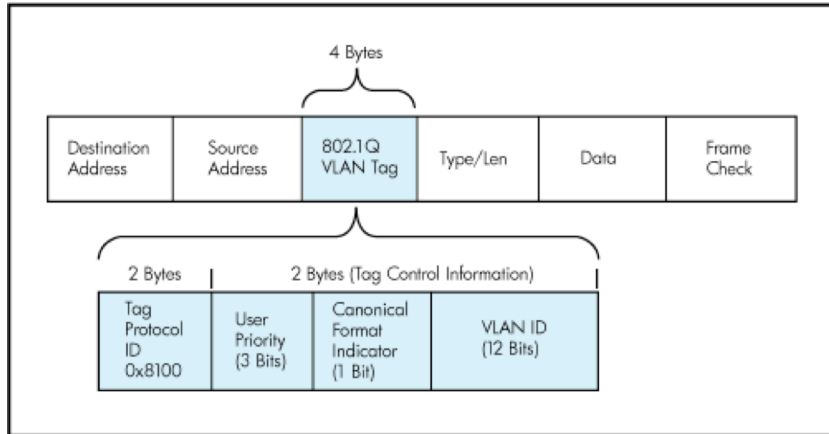 4 Bytes
Destination
Address
Source
Address
802.1Q
VLAN Tag
Type/Len
Data
Frame
Check
2 Bytes
2 Bytes (Tag Control Information)
Tag
Protocol
ID
0x8100
User
Priority
(3 Bits)
Canonical
Format
Indicator
(1 Bit)
VLAN ID
(12 Bits)